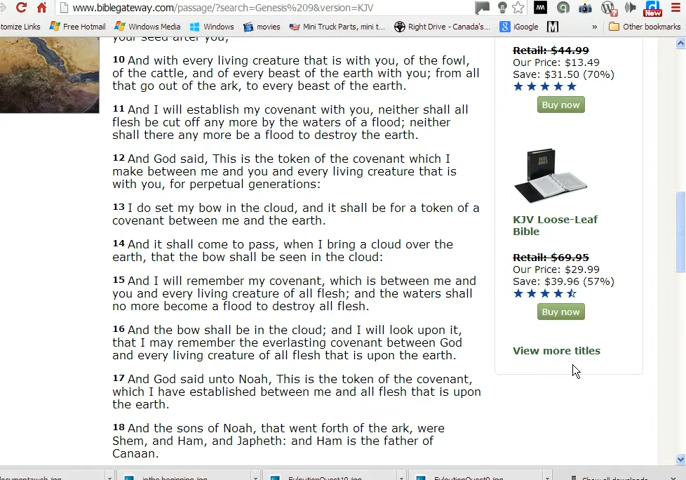 www.biblegateway.com/passage/?search=Genesis%209&version=KJV
tomize Links
Free Hotmail
Windows Media
Windows
movies
Mini Truck Parts, mini t...
Right Drive - Canada's...
iGoogle
Other bookmarks
your seed after you;
10 And with every living creature that is with you, of the fowl,
of the cattle, and of every beast of the earth with you; from all
that go out of the ark, to every beast of the earth.
11 And I will establish my covenant with you, neither shall all
flesh be cut off any more by the waters of a flood; neither
shall there any more be a flood to destroy the earth.
12 And God said, This is the token of the covenant which I
make between me and you and every living creature that is
with you, for perpetual generations:
13 I do set my bow in the cloud, and it shall be for a token of a
covenant between me and the earth.
14 And it shall come to pass, when I bring a cloud over the
earth, that the bow shall be seen in the cloud:
15 And I will remember my covenant, which is between me and
you and every living creature of all flesh; and the waters shall
no more become a flood to destroy all flesh.
16 And the bow shall be in the cloud; and I will look upon it,
that I may remember the everlasting covenant between God
and every living creature of all flesh that is upon the earth.
17 And God said unto Noah, This is the token of the covenant,
which I have established between me and all flesh that is upon
the earth.
18 And the sons of Noah, that went forth of the ark, were
Shem, and Ham, and Japheth: and Ham is the father of
Canaan.
Retail: $44.99
Our Price: $13.49
Save: $31.50 (70%)
Buy now
KJV Loose-Leaf
Bible
Retail: $69.95
Our Price: $29.99
Save: $39.96 (57%)
Buy now
View more titles
inthe beginning.jpg
Show all downloads